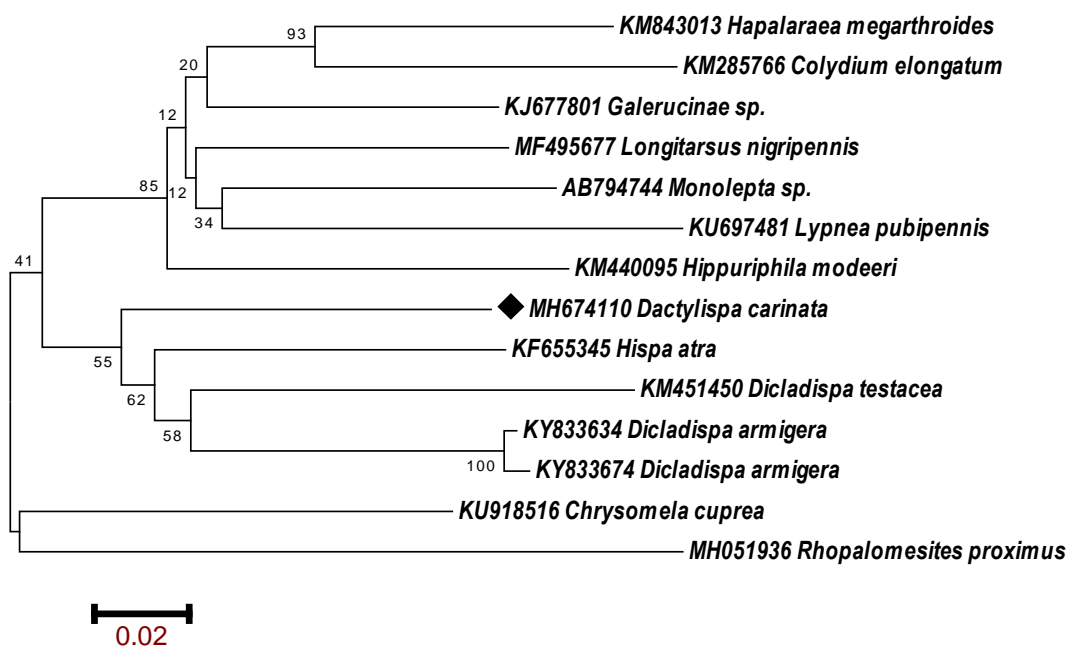 93
KM843013 Hapalaraea megarthroides
KM285766 Colydium elongatum
20
KJ677801 Galerucinae sp.
12
MF495677 Longitarsus nigripennis
85
12
AB794744 Monolepta sp.
34
KU697481 Lypnea pubipennis
41
KM440095 Hippuriphila modeeri
MH674110 Dactylispa carinata
55
KF655345 Hispa atra
62
KM451450 Dicladispa testacea
58
KY833634 Dicladispa armigera
100
KY833674 Dicladispa armigera
KU918516 Chrysomela cuprea
MH051936 Rhopalomesites proximus
0.02